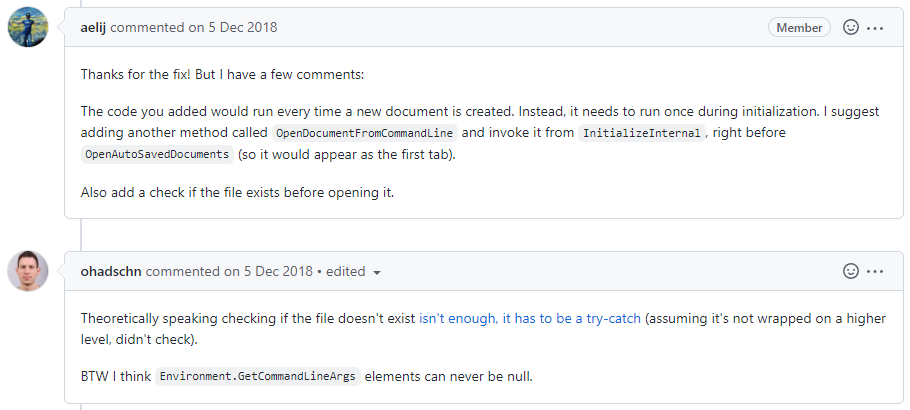 aelij commented on 5 Dec 2018 Member
Thanks for the fix! But I have a few comments:
The code you added would run every time a new document is created. Instead, it needs to run once during initialization. I suggest
adding another method called OpenDocumentFromCommandLine and invoke it from InitializeInternal, right before
OpenAutoSavedDocuments (so it would appear as the first tab).
Also add a check if the file exists before opening it.
ohadschn commented on 5 Dec 2018 • edited
Theoretically speaking checking if the file doesn't exist isn't enough, it has to be a try-catch (assuming it's not wrapped on a higher
level, didn't check).
BTW I think Environment.GetCommandLineArgs elements can never be null.